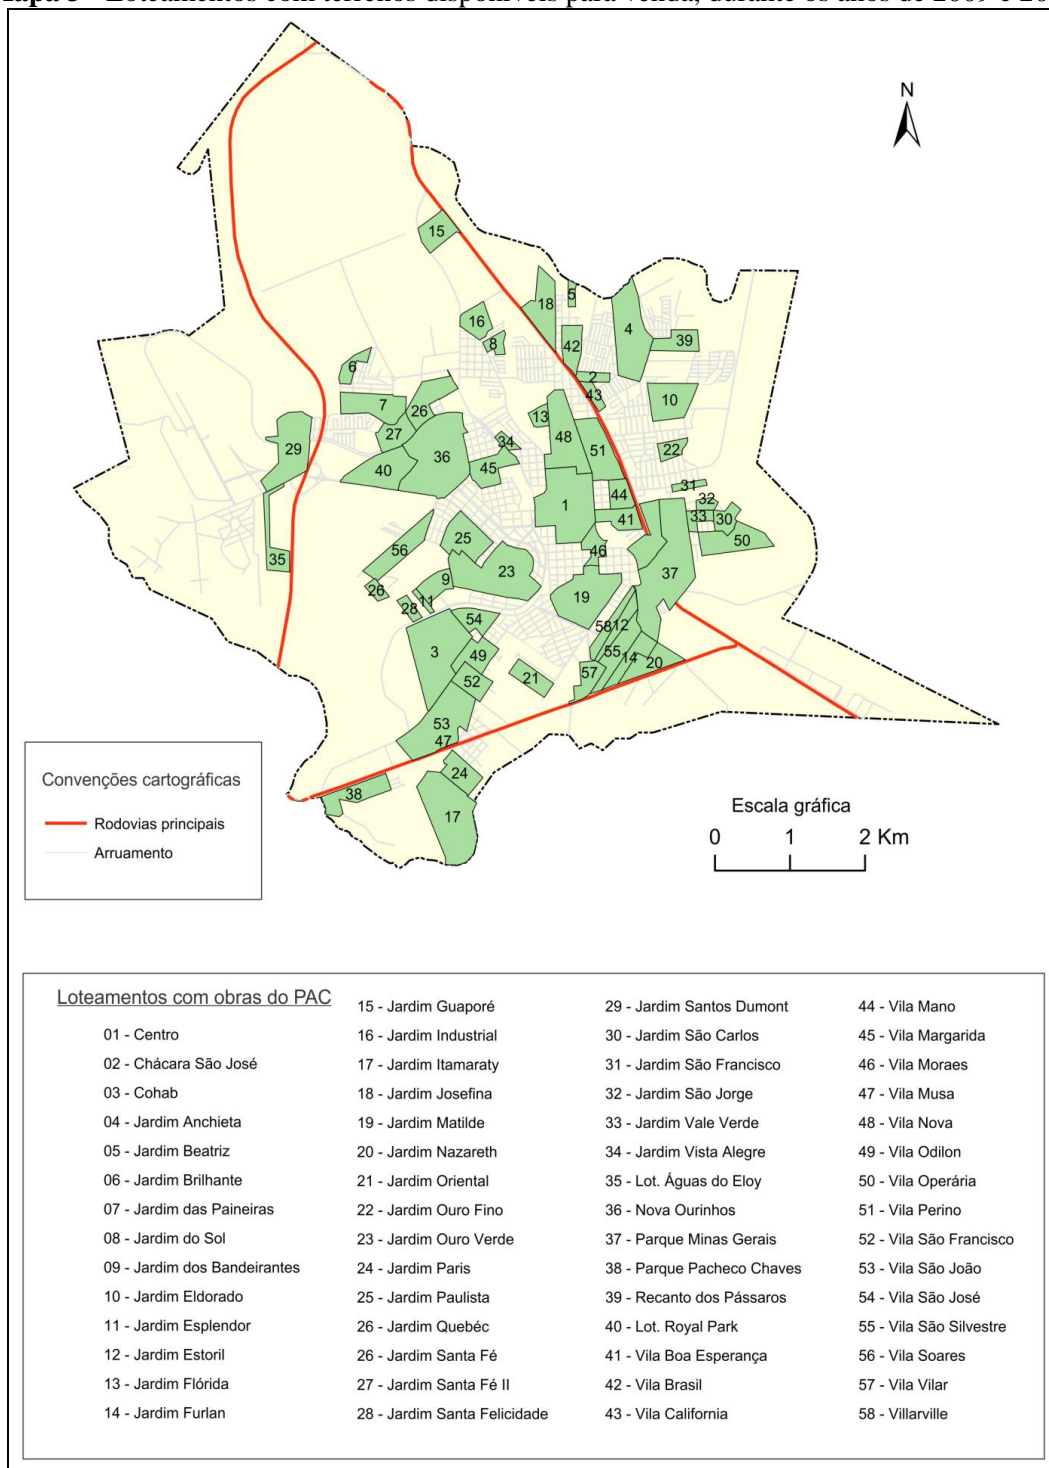 Loteamentos com terrenos disponíveis para venda, durante os anos de 2009 e
N
15
5
18
4
16
42
39
8
6
2
43
10
7
26
13
27
34
48
29
36
51
22
45
40
31
44
32
1
33
30
41
50
25
56
46
35
23
9
37
26
19
11
28
54
58
12
3
49
55
14
20
52
21
57
53
47
24
38
17
Convenções cartográficas
Rodovias principais
Arruamento
Escala gráfica
0 1 2 Km
Loteamentos com obras do PAC
01 - Centro
02 - Chácara São José
03 - Cohab
04 - Jardim Anchieta
05 - Jardim Beatriz
06 - Jardim Brilhante
07 - Jardim das Paineiras
08 - Jardim do Sol
09 - Jardim dos Bandeirantes
10 - Jardim Eldorado
11 - Jardim Esplendor
12 - Jardim Estoril
13 - Jardim Flórida
14 - Jardim Furlan
15 - Jardim Guaporé
16 - Jardim Industrial
17 - Jardim Itamaraty
18 - Jardim Josefina
19 - Jardim Matilde
20 - Jardim Nazareth
21 - Jardim Oriental
22 - Jardim Ouro Fino
23 - Jardim Ouro Verde
24 - Jardim Paris
25 - Jardim Paulista
26 - Jardim Quebéc
26 - Jardim Santa Fé
27 - Jardim Santa Fé II
28 - Jardim Santa Felicidade
29 - Jardim Santos Dumont
30 - Jardim São Carlos
31 - Jardim São Francisco
32 - Jardim São Jorge
33 - Jardim Vale Verde
34 - Jardim Vista Alegre
35 - Lot. Águas do Eloy
36 - Nova Ourinhos
37 - Parque Minas Gerais
38 - Parque Pacheco Chaves
39 - Recanto dos Pássaros
40 - Lot. Royal Park
41 - Vila Boa Esperança
42 - Vila Brasil
43 - Vila California
44 - Vila Mano
45 - Vila Margarida
46 - Vila Moraes
47 - Vila Musa
48 - Vila Nova
49 - Vila Odilon
50 - Vila Operária
51 - Vila Perino
52 - Vila São Francisco
53 - Vila São João
54 - Vila São José
55 - Vila São Silvestre
56 - Vila Soares
57 - Vila Vilar
58 - Villarville